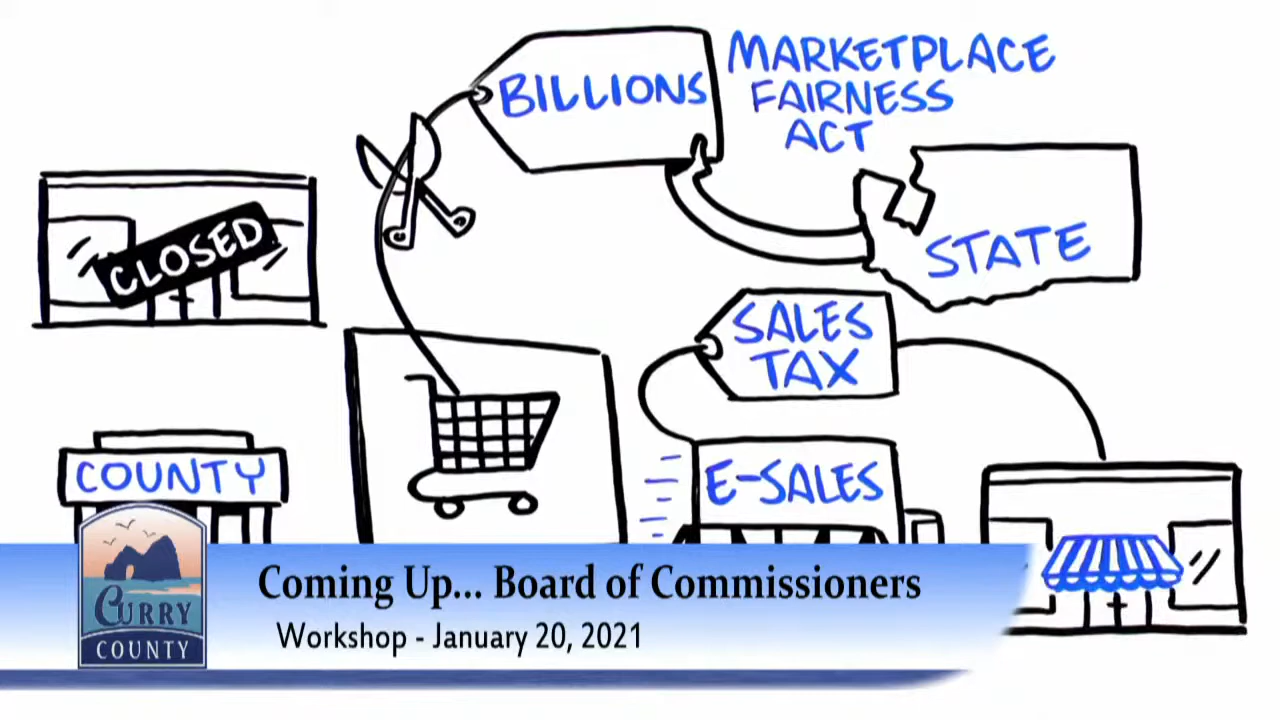 BILLIONS
MARKETPLACE
FAIRNESS
ACT
CLOSED
STATE
SALES
TAX
COUNTY
E-SALES
Coming Up... Board of Commissioners
Workshop - January 20, 2021
CURRY
COUNTY